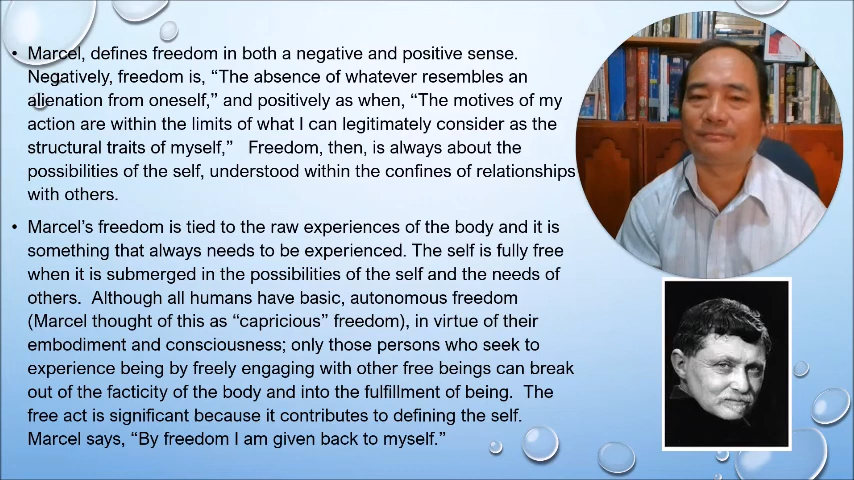 • Marcel, defines freedom in both a negative and positive sense.
Negatively, freedom is, “The absence of whatever resembles an
alienation from oneself,” and positively as when, “The motives of my
action are within the limits of what I can legitimately consider as the
structural traits of myself,”   Freedom, then, is always about the
possibilities of the self, understood within the confines of relationships
with others.
• Marcel’s freedom is tied to the raw experiences of the body and it is
something that always needs to be experienced. The self is fully free
when it is submerged in the possibilities of the self and the needs of
others.  Although all humans have basic, autonomous freedom
(Marcel thought of this as “capricious” freedom), in virtue of their
embodiment and consciousness; only those persons who seek to
experience being by freely engaging with other free beings can break
out of the facticity of the body and into the fulfillment of being.  The
free act is significant because it contributes to defining the self.
Marcel says, “By freedom I am given back to myself.”